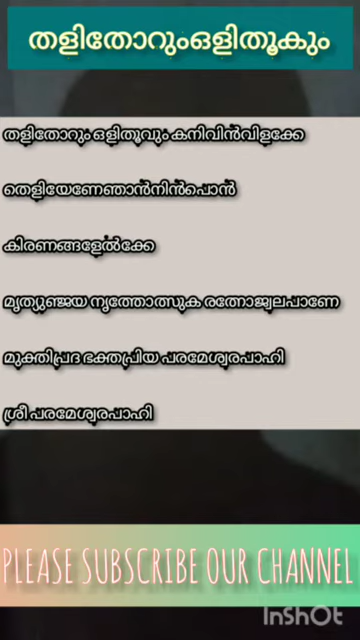 തളിതോറുംഒളിതൂകും
തളിതോറും ഒളിതൂവും കനിവിൻവിളക്കേ
തെളിയേണേഞാൻനിൻപ്പൊൻ
കിരണങ്ങളേൽക്കേ
മൃത്യുഞ്ജയ നൃത്തോത്സുക രത്നോജ്വലപാണേ
മുക്തിപ്രദ ഭക്തപ്രിയ പരമേശ്വരപാഹി
ശ്രീ പരമേശ്വരപാഹി
PLEASE SUBSCRIBE OUR CHANNEL
InShOt